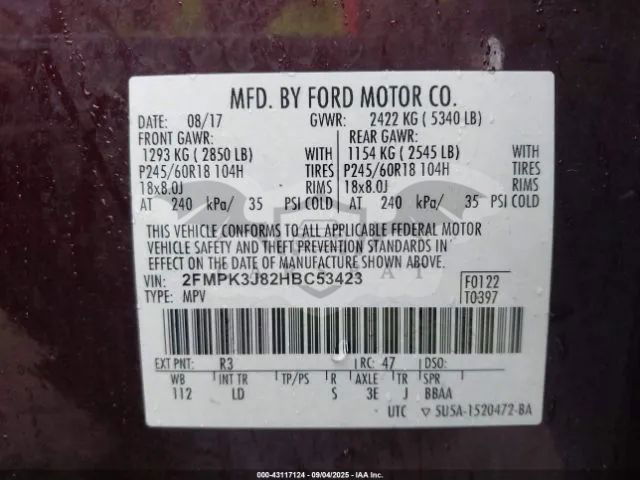 MFD. BY FORD MOTOR CO.
DATE: 08/17 GVWR: 2422 KG ( 5340 LB)
FRONT GAWR: REAR GAWR:
1293 KG ( 2850 LB) WITH 1154 KG ( 2545 LB) WITH
P245/60R18 104H TIRES P245/60R18 104H TIRES
18x8.0J RIMS 18x8.0J RIMS
AT 240 kPa/ 35 PSI COLD AT 240 kPa/ 35 PSI COLD
THIS VEHICLE CONFORMS TO ALL APPLICABLE FEDERAL MOTOR
VEHICLE SAFETY AND THEFT PREVENTION STANDARDS IN
EFFECT ON THE DATE OF MANUFACTURE SHOWN ABOVE.
VIN: 2FMPK3J82HBC53423 F0122
TYPE: MPV T0397
EXT PNT: R3 RC: 47 DSO:
WB INT TR TP/PS R AXLE TR SPR
112 LD S 3E J BBAA
UTC ▽ 5U5A-1520472-BA
000-43117124 - 09/04/2025 - IAA Inc.